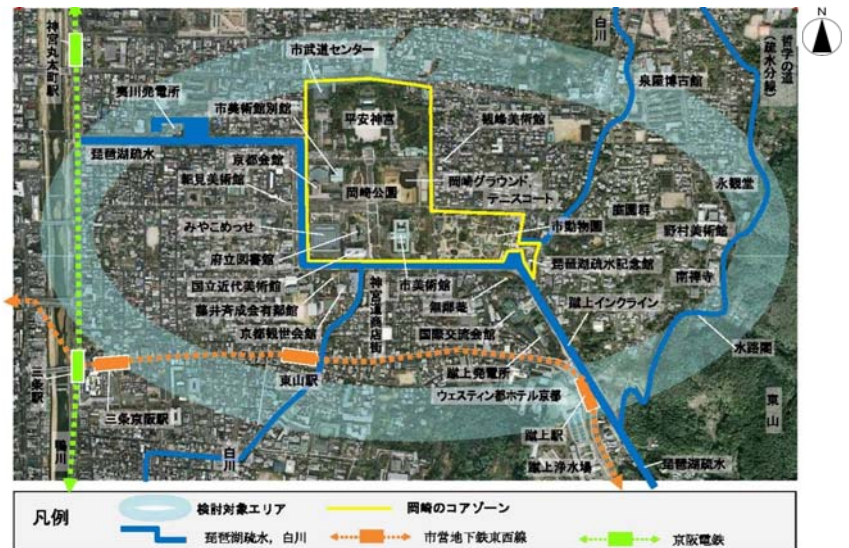 N
神宮丸太町駅
夷川発電所
市武道センター
市美術館別館
平安神宮
白川
泉屋博古館
哲学の道
(疏水分線)
琵琶湖疏水
京都会館
細見美術館
岡崎公園
観峰美術館
岡崎グラウンド、
テニスコート
永観堂
みやこめっせ
府立図書館
市動物園
庭園群
野村美術館
国立近代美術館
市美術館
琵琶湖疏水記念館
南禅寺
藤井斉成会有鄰館
神宮道商店街
無鄰菴
蹴上インクライン
京都観世会館
国際交流会館
水路閣
三条駅
東山駅
蹴上発電所
ウェスティン都ホテル京都
東山
三条京阪駅
蹴上駅
鴨川
白川
蹴上浄水場
琵琶湖疏水
凡例
検討対象エリア
岡崎のコアゾーン
琵琶湖疏水，白川
市営地下鉄東西線
京阪電鉄